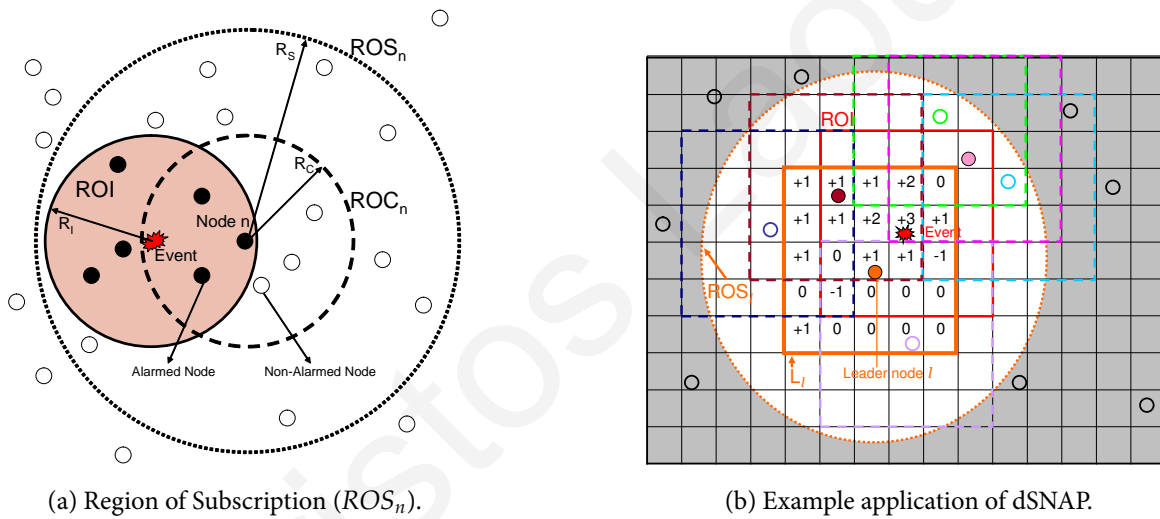 ROS_n
R_S
ROI
R_C
ROC_n
Node n
R_I
Event
Alarmed Node
Non-Alarmed Node
(a) Region of Subscription (ROS_n).
ROI
+1 +1 +1 +2 0
+1 +1 +2 +3 +1
Event
+1 0 +1 +1 -1
ROS_l
0 -1 0 0 0
+1 0 0 0 0
L_l
Leader node l
(b) Example application of dSNAP.